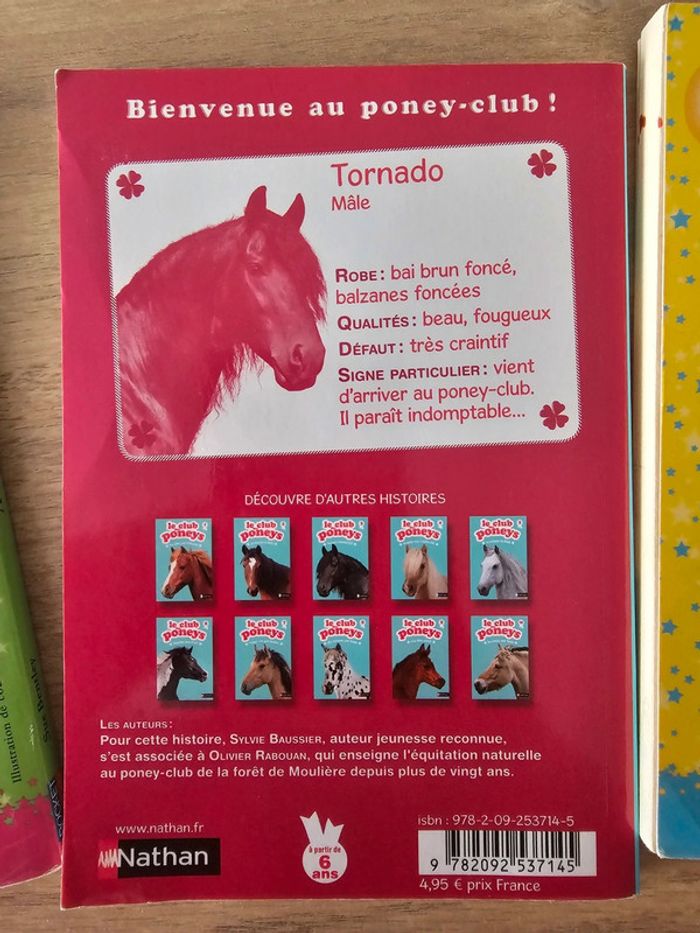 Bienvenue au poney-club !
Tornado
Mâle
ROBE : bai brun foncé,
balzanes foncées
QUALITÉS : beau, fougueux
DÉFAUT : très craintif
SIGNE PARTICULIER : vient
d'arriver au poney-club.
Il paraît indomptable...
DÉCOUVRE D'AUTRES HISTOIRES
le club poneys
le club poneys
le club poneys
le club poneys
le club poneys
le club poneys
le club poneys
le club poneys
le club poneys
le club poneys
LES AUTEURS :
Pour cette histoire, SYLVIE BAUSSIER, auteur jeunesse reconnue,
s'est associée à OLIVIER RABOUAN, qui enseigne l'équitation naturelle
au poney-club de la forêt de Moulière depuis plus de vingt ans.
www.nathan.fr
Nathan
à partir de
6
ans
isbn : 978-2-09-253714-5
9 782092 537145
4,95 € prix France
Sue Bentley
Illustration de